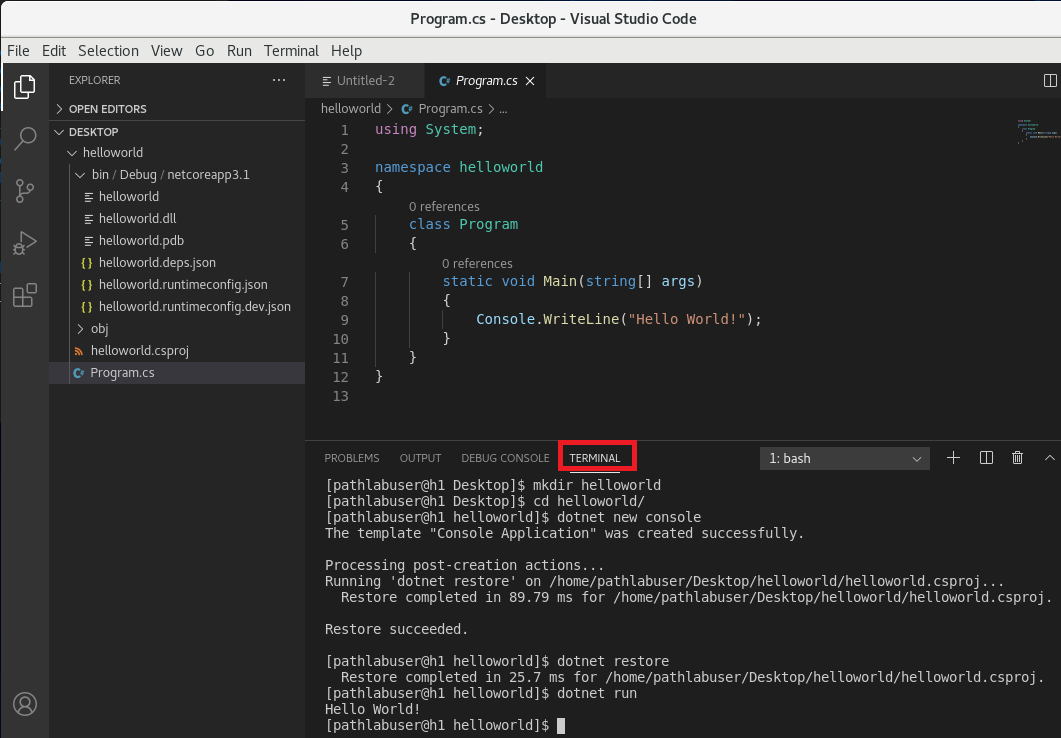 Program.cs - Desktop - Visual Studio Code
File Edit Selection View Go Run Terminal Help
EXPLORER ...
OPEN EDITORS
DESKTOP
helloworld
bin / Debug / netcoreapp3.1
helloworld
helloworld.dll
helloworld.pdb
{} helloworld.deps.json
{} helloworld.runtimeconfig.json
{} helloworld.runtimeconfig.dev.json
obj
helloworld.csproj
C# Program.cs
Untitled-2 C# Program.cs ×
helloworld > C# Program.cs > ...
1 using System;
2
3 namespace helloworld
4 {
0 references
5 class Program
6 {
0 references
7 static void Main(string[] args)
8 {
9 Console.WriteLine("Hello World!");
10 }
11 }
12 }
13
PROBLEMS OUTPUT DEBUG CONSOLE TERMINAL 1: bash
[pathlabuser@h1 Desktop]$ mkdir helloworld
[pathlabuser@h1 Desktop]$ cd helloworld/
[pathlabuser@h1 helloworld]$ dotnet new console
The template "Console Application" was created successfully.
Processing post-creation actions...
Running 'dotnet restore' on /home/pathlabuser/Desktop/helloworld/helloworld.csproj...
Restore completed in 89.79 ms for /home/pathlabuser/Desktop/helloworld/helloworld.csproj.
Restore succeeded.
[pathlabuser@h1 helloworld]$ dotnet restore
Restore completed in 25.7 ms for /home/pathlabuser/Desktop/helloworld/helloworld.csproj.
[pathlabuser@h1 helloworld]$ dotnet run
Hello World!
[pathlabuser@h1 helloworld]$